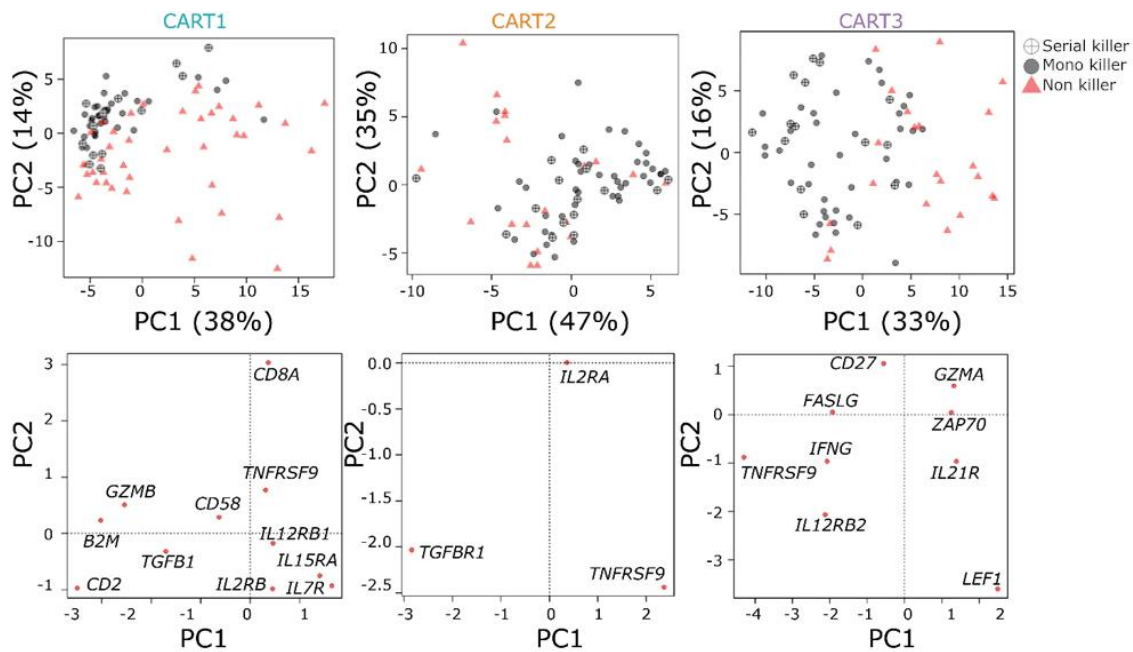 CART1
CART2
CART3
PC2 (14%)
5
0
-5
-10
-5 0 5 10 15
PC1 (38%)
PC2 (35%)
10
5
0
-5
-10 -5 0 5
PC1 (47%)
PC2 (16%)
5
0
-5
-10 -5 0 5 10 15
PC1 (33%)
Serial killer
Mono killer
Non killer
PC2
3
2
1
0
-1
CD8A
TNFRSF9
GZMB
CD58
B2M
IL12RB1
TGFB1
IL15RA
CD2
IL2RB
IL7R
-3 -2 -1 0 1
PC1
PC2
0.0
-0.5
-1.0
-1.5
-2.0
-2.5
IL2RA
TGFBR1
TNFRSF9
-3 -2 -1 0 1 2
PC1
PC2
1
0
-1
-2
-3
CD27
GZMA
FASLG
ZAP70
IFNG
TNFRSF9
IL21R
IL12RB2
LEF1
-4 -3 -2 -1 0 1 2
PC1